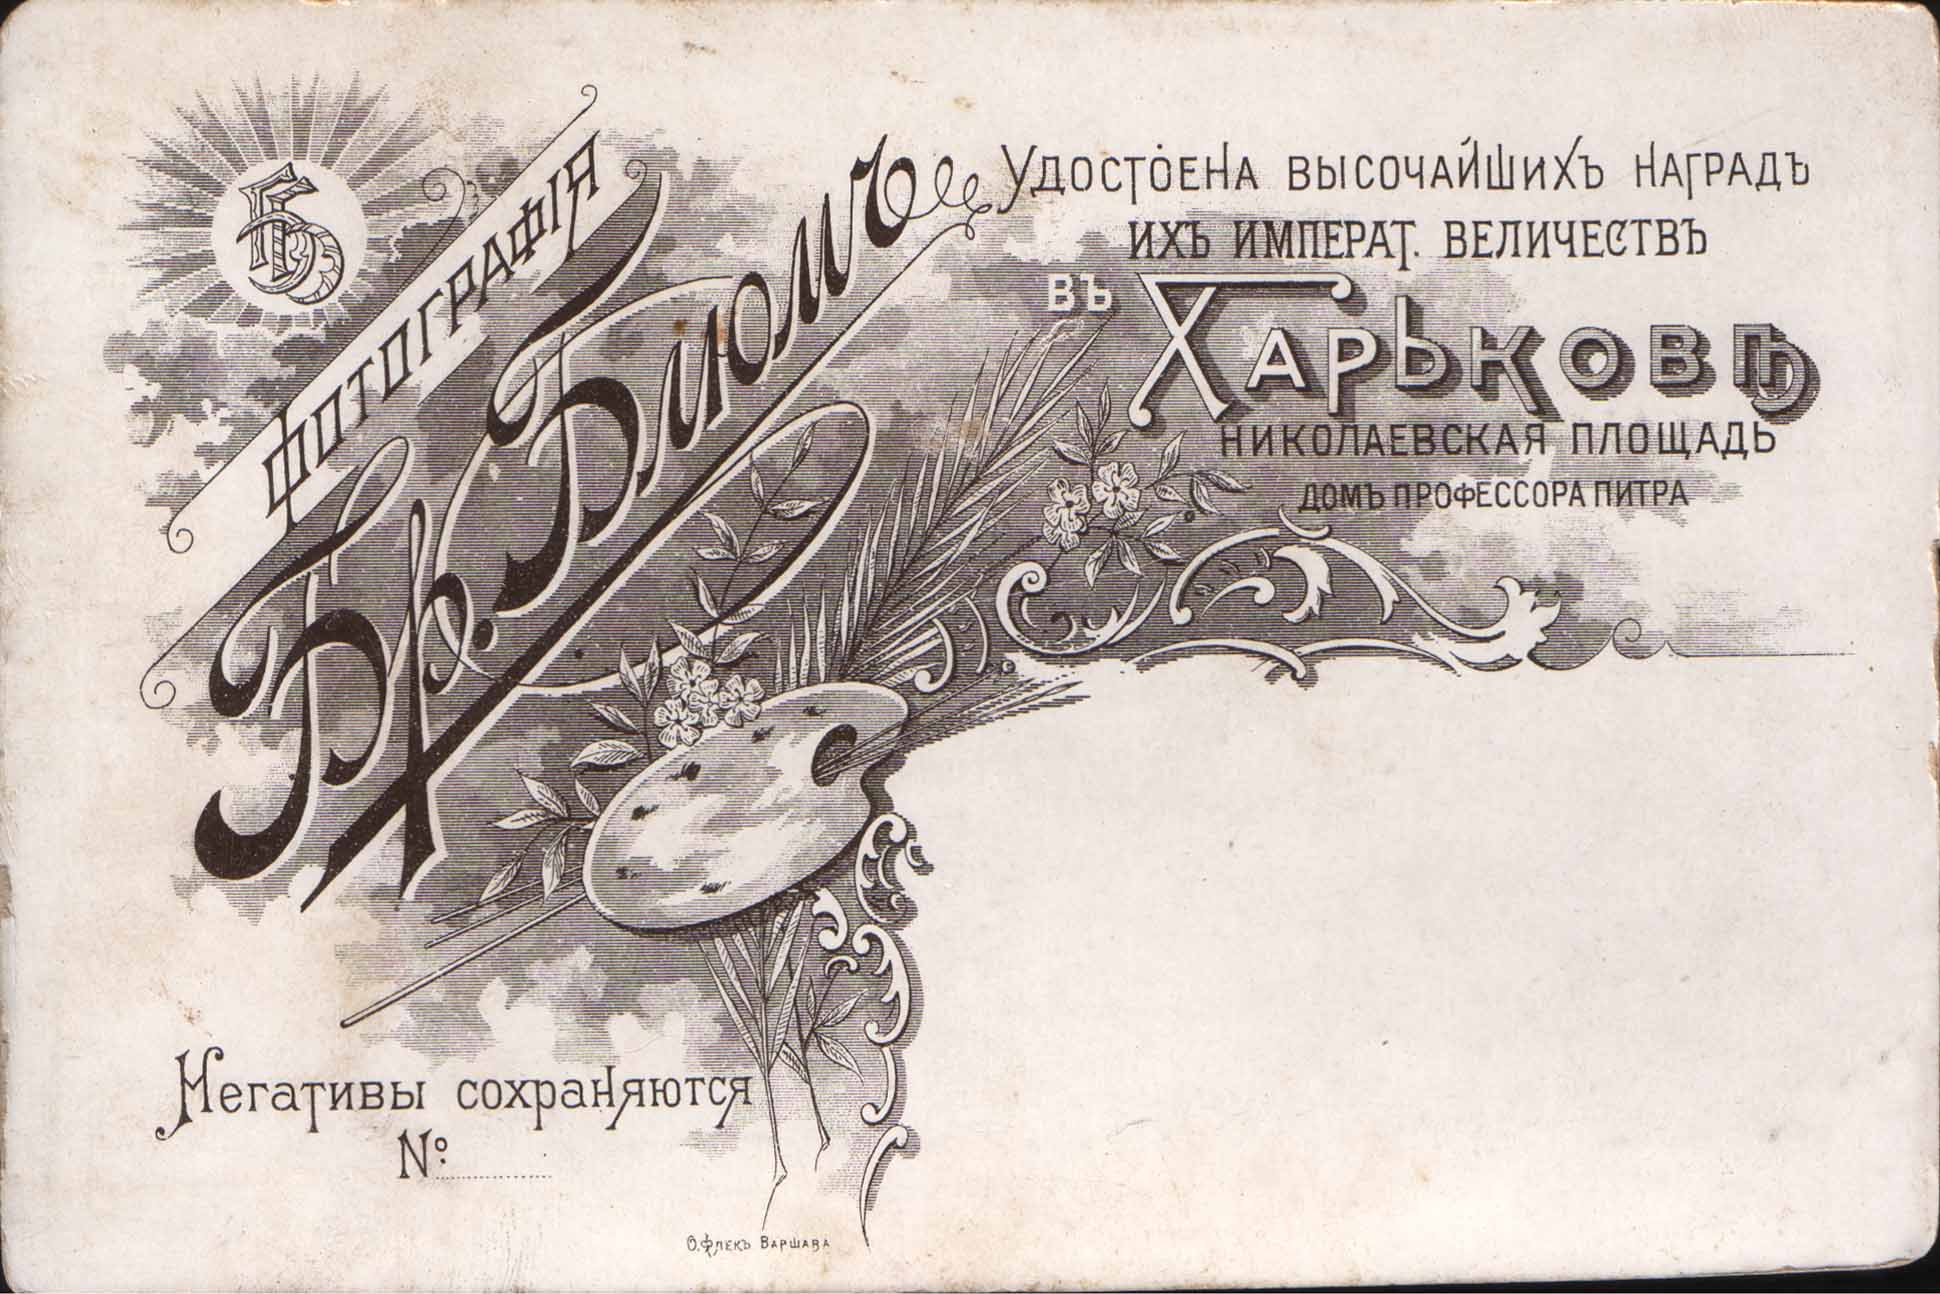 ББ
ФОТОГРАФІЯ
Бр. Блюмъ
УДОСТОЕНА ВЫСОЧАЙШИХЪ НАГРАДЪ
ИХЪ ИМПЕРАТ. ВЕЛИЧЕСТВЪ
ВЪ ХАРЬКОВѢ
НИКОЛАЕВСКАЯ ПЛОЩАДЬ
ДОМЪ ПРОФЕССОРА ПИТРА
Негативы сохраняются
№
О. Флекъ Варшава